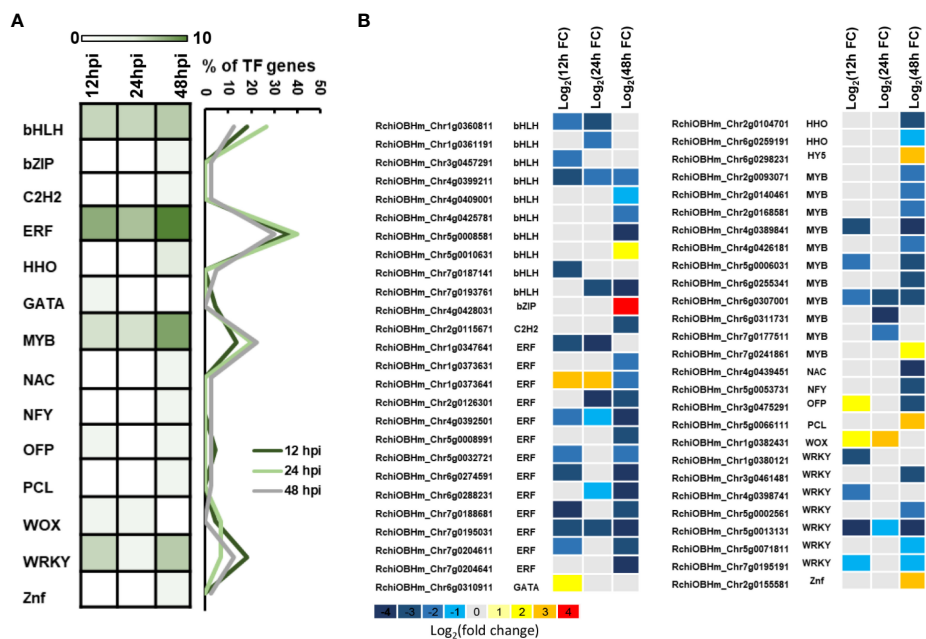 A
0 10
12hpi
24hpi
48hpi
% of TF genes
0 10 20 30 40 50
bHLH
bZIP
C2H2
ERF
HHO
GATA
MYB
NAC
NFY
OFP
PCL
WOX
WRKY
Znf
12 hpi
24 hpi
48 hpi
B
Log2(12h FC)
Log2(24h FC)
Log2(48h FC)
RchiOBHm_Chr1g0360811 bHLH
RchiOBHm_Chr1g0361191 bHLH
RchiOBHm_Chr3g0457291 bHLH
RchiOBHm_Chr4g0399211 bHLH
RchiOBHm_Chr4g0409001 bHLH
RchiOBHm_Chr4g0425781 bHLH
RchiOBHm_Chr5g0008581 bHLH
RchiOBHm_Chr5g0010631 bHLH
RchiOBHm_Chr7g0187141 bHLH
RchiOBHm_Chr7g0193761 bHLH
RchiOBHm_Chr4g0428031 bZIP
RchiOBHm_Chr2g0115671 C2H2
RchiOBHm_Chr1g0347641 ERF
RchiOBHm_Chr1g0373631 ERF
RchiOBHm_Chr1g0373641 ERF
RchiOBHm_Chr2g0126301 ERF
RchiOBHm_Chr4g0392501 ERF
RchiOBHm_Chr5g0008991 ERF
RchiOBHm_Chr5g0032721 ERF
RchiOBHm_Chr6g0274591 ERF
RchiOBHm_Chr6g0288231 ERF
RchiOBHm_Chr7g0188681 ERF
RchiOBHm_Chr7g0195031 ERF
RchiOBHm_Chr7g0204611 ERF
RchiOBHm_Chr7g0204641 ERF
RchiOBHm_Chr6g0310911 GATA
-4 -3 -2 -1 0 1 2 3 4
Log2(fold change)
Log2(12h FC)
Log2(24h FC)
Log2(48h FC)
RchiOBHm_Chr2g0104701 HHO
RchiOBHm_Chr6g0259191 HHO
RchiOBHm_Chr6g0298231 HY5
RchiOBHm_Chr2g0093071 MYB
RchiOBHm_Chr2g0140461 MYB
RchiOBHm_Chr2g0168581 MYB
RchiOBHm_Chr4g0389841 MYB
RchiOBHm_Chr4g0426181 MYB
RchiOBHm_Chr5g0006031 MYB
RchiOBHm_Chr6g0255341 MYB
RchiOBHm_Chr6g0307001 MYB
RchiOBHm_Chr6g0311731 MYB
RchiOBHm_Chr7g0177511 MYB
RchiOBHm_Chr7g0241861 MYB
RchiOBHm_Chr4g0439451 NAC
RchiOBHm_Chr5g0053731 NFY
RchiOBHm_Chr3g0475291 OFP
RchiOBHm_Chr5g0066111 PCL
RchiOBHm_Chr1g0382431 WOX
RchiOBHm_Chr1g0380121 WRKY
RchiOBHm_Chr3g0461481 WRKY
RchiOBHm_Chr4g0398741 WRKY
RchiOBHm_Chr5g0002561 WRKY
RchiOBHm_Chr5g0013131 WRKY
RchiOBHm_Chr5g0071811 WRKY
RchiOBHm_Chr7g0195191 WRKY
RchiOBHm_Chr2g0155581 Znf